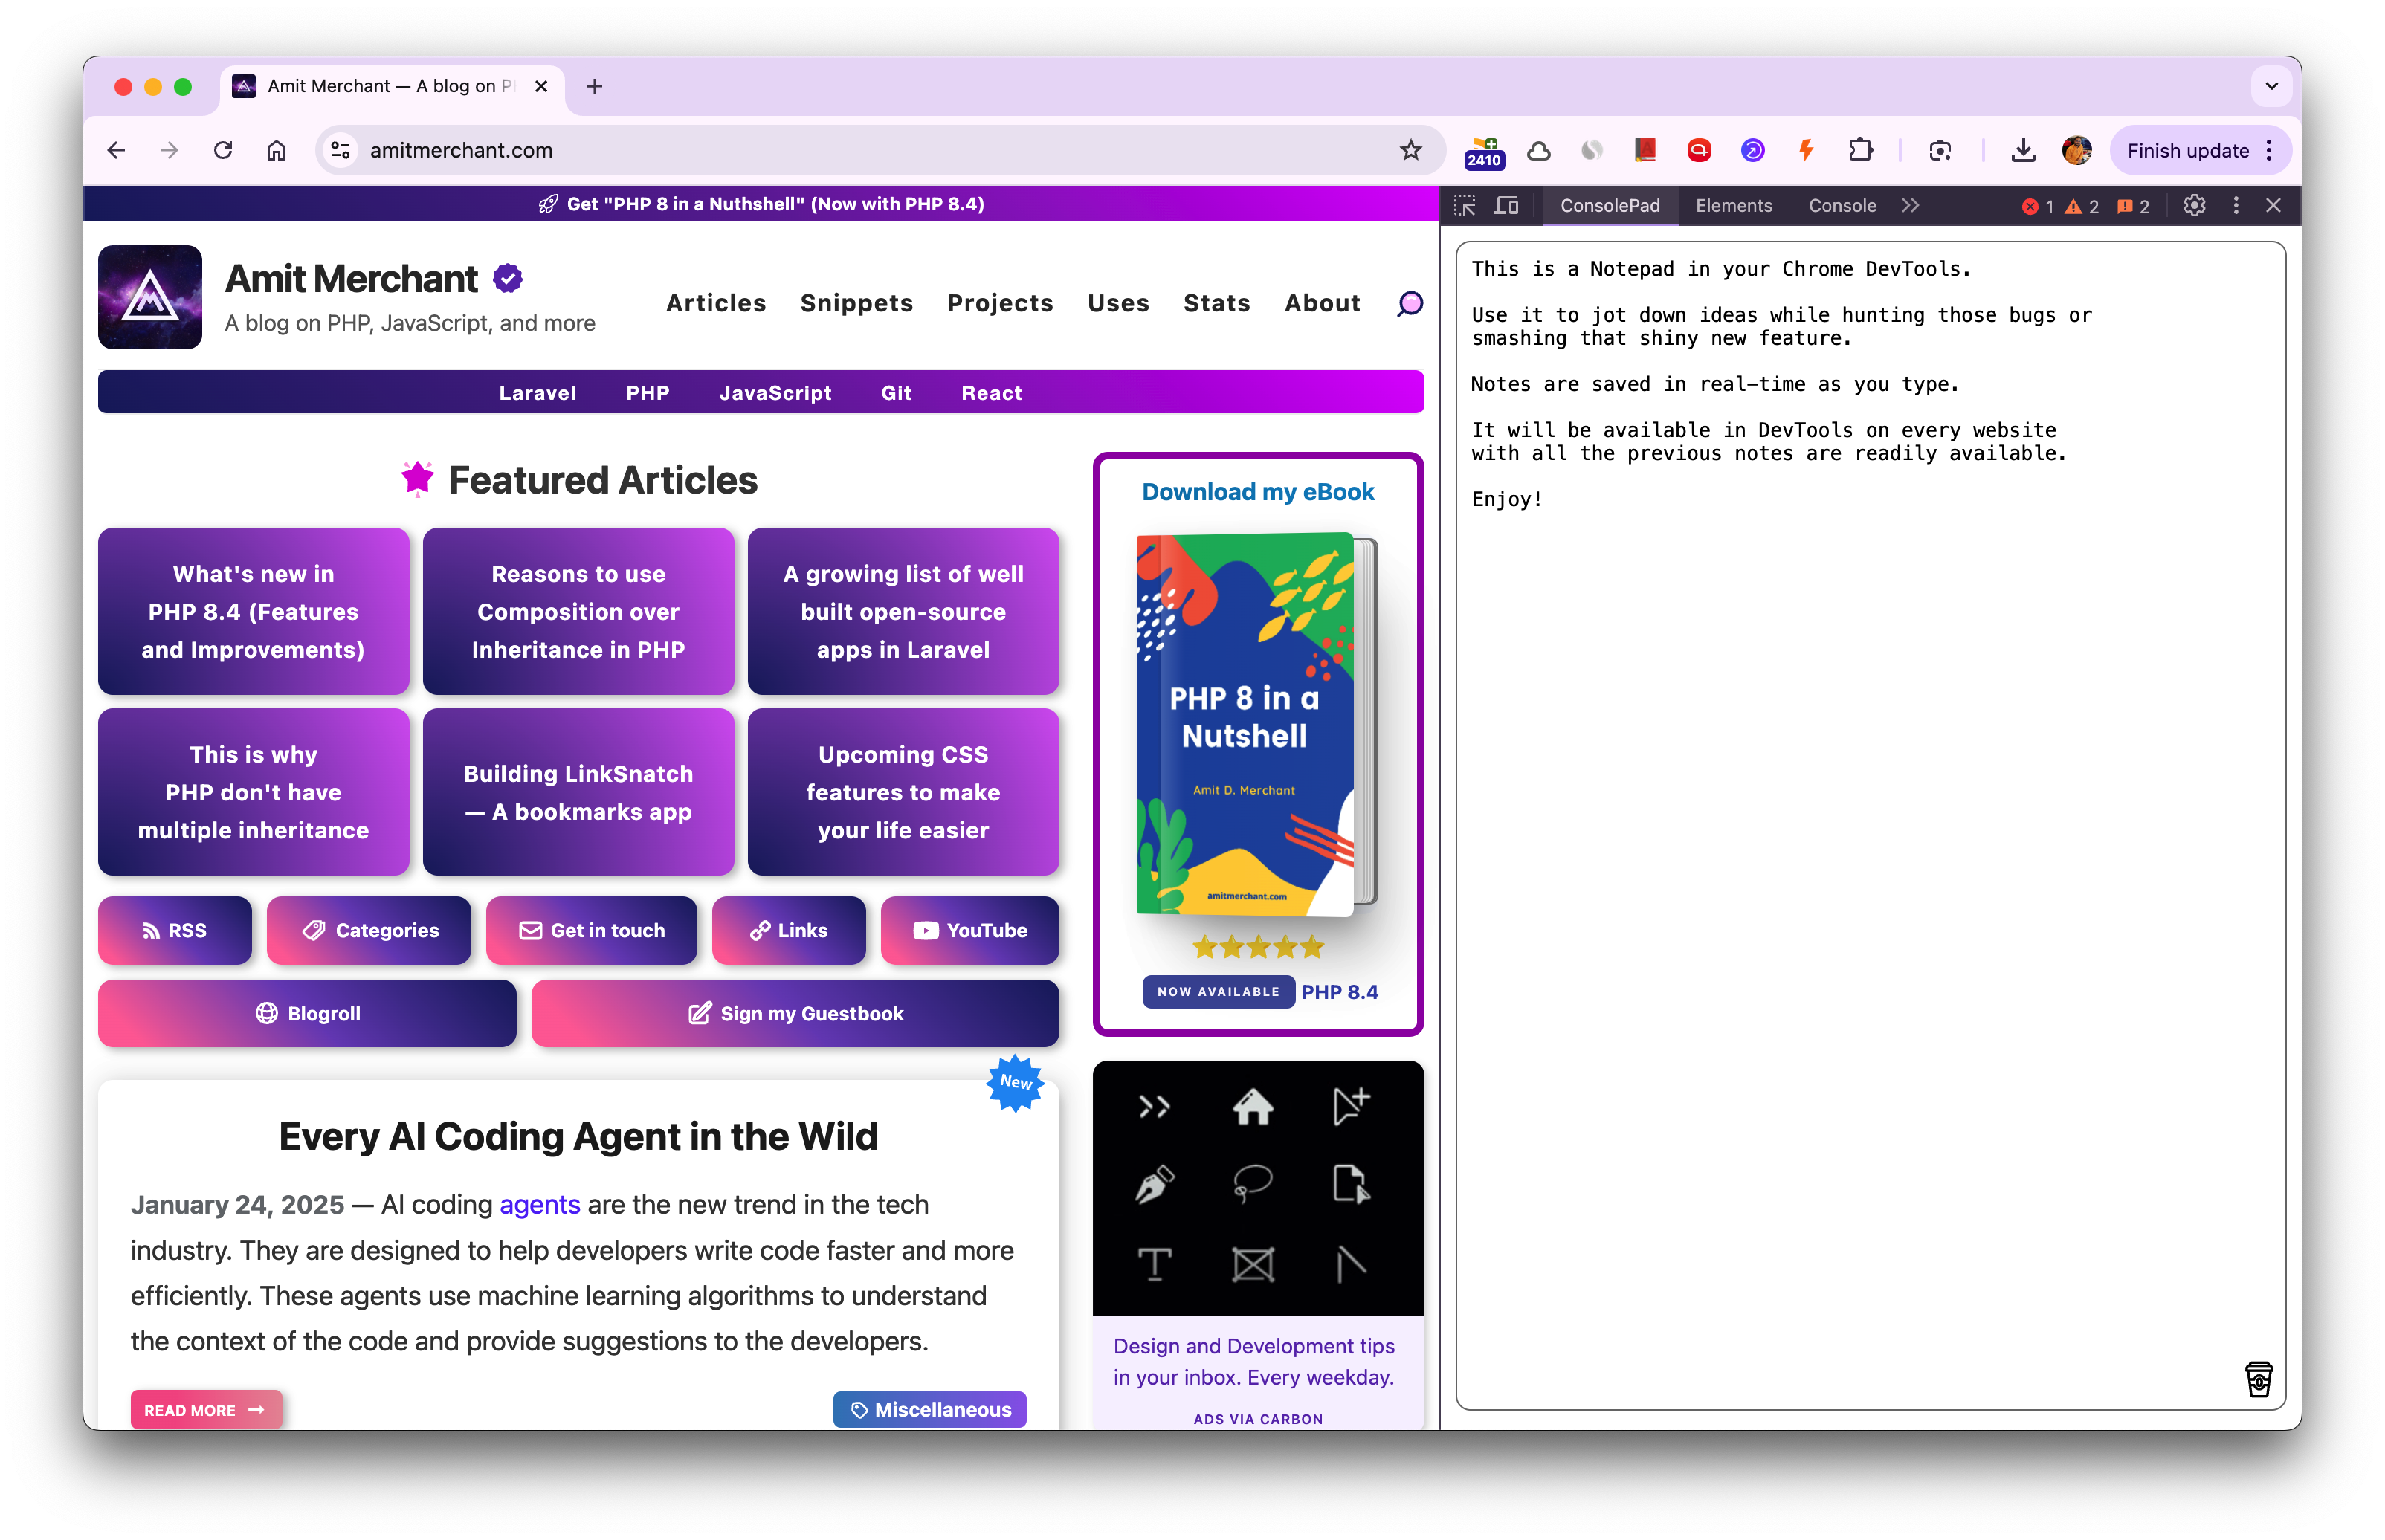 Amit Merchant — A blog on P
amitmerchant.com
2410
Finish update
Get "PHP 8 in a Nuthshell" (Now with PHP 8.4)
ConsolePad Elements Console
1 2 2
Amit Merchant
A blog on PHP, JavaScript, and more
Articles Snippets Projects Uses Stats About
Laravel PHP JavaScript Git React
Featured Articles
What's new in
PHP 8.4 (Features
and Improvements)
Reasons to use
Composition over
Inheritance in PHP
A growing list of well
built open-source
apps in Laravel
This is why
PHP don't have
multiple inheritance
Building LinkSnatch
— A bookmarks app
Upcoming CSS
features to make
your life easier
RSS
Categories
Get in touch
Links
YouTube
Blogroll
Sign my Guestbook
New
Every AI Coding Agent in the Wild
January 24, 2025 — AI coding agents are the new trend in the tech
industry. They are designed to help developers write code faster and more
efficiently. These agents use machine learning algorithms to understand
the context of the code and provide suggestions to the developers.
READ MORE
Miscellaneous
Download my eBook
PHP 8 in a
Nutshell
Amit D. Merchant
amitmerchant.com
NOW AVAILABLE PHP 8.4
Design and Development tips
in your inbox. Every weekday.
ADS VIA CARBON
This is a Notepad in your Chrome DevTools.
Use it to jot down ideas while hunting those bugs or
smashing that shiny new feature.
Notes are saved in real-time as you type.
It will be available in DevTools on every website
with all the previous notes are readily available.
Enjoy!